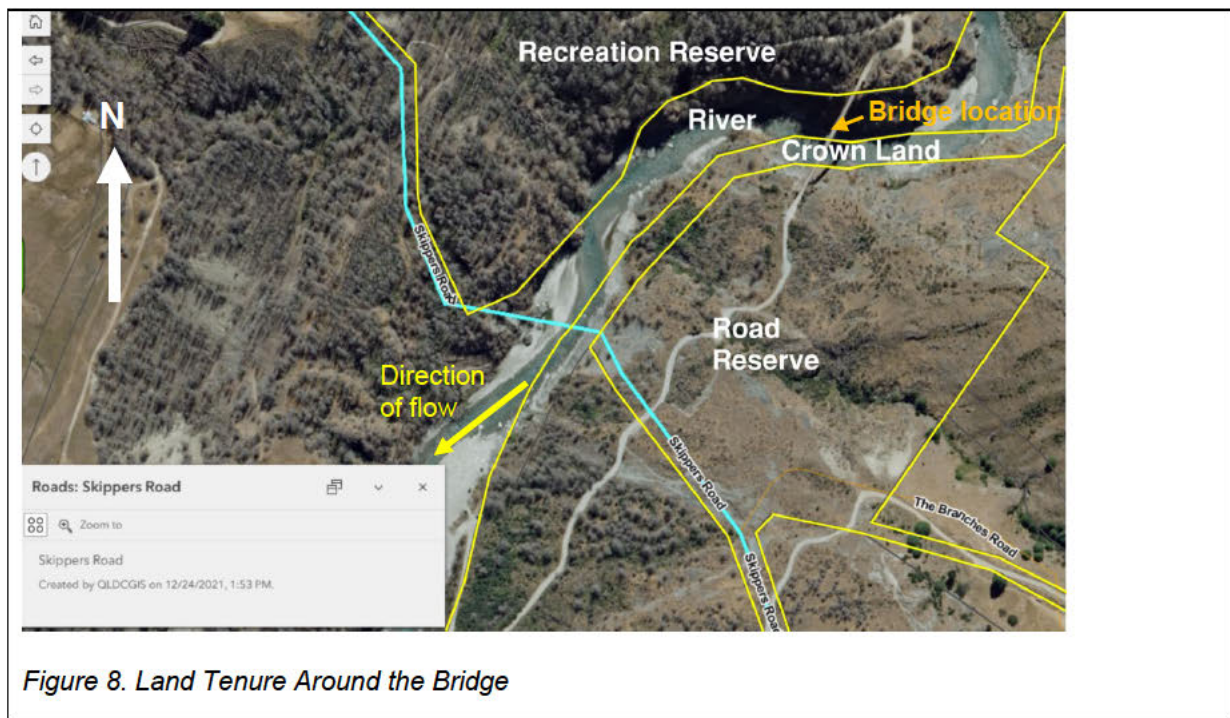 Recreation Reserve
N
River
Bridge location
Crown Land
Skippers Road
Road
Reserve
Direction
of flow
Skippers Road
The Branches Road
Skippers Road
Roads: Skippers Road
Zoom to
Skippers Road
Created by QLDCGIS on 12/24/2021, 1:53 PM.
Figure 8. Land Tenure Around the Bridge